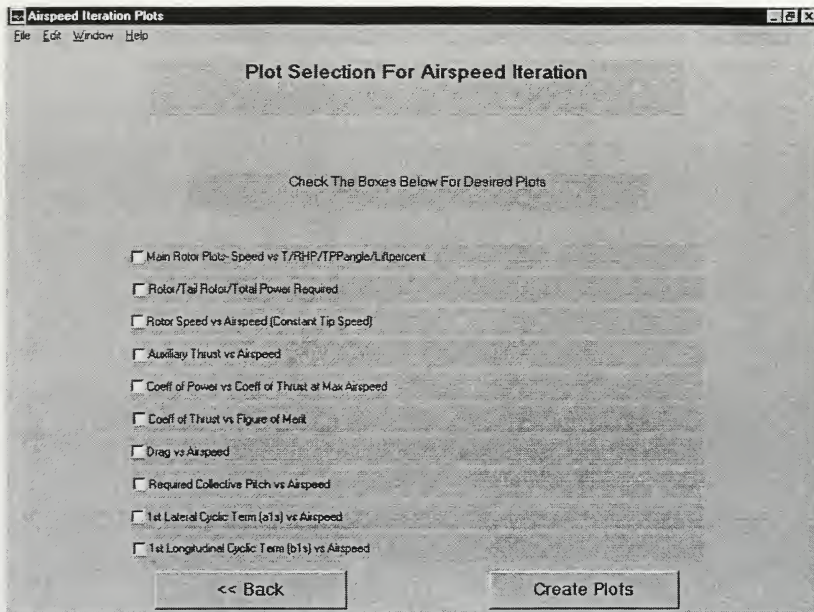 Airspeed Iteration Plots
File Edit Window Help
Plot Selection For Airspeed Iteration
Check The Boxes Below For Desired Plots
Main Rotor Plots- Speed vs T/RHP/TPPangle/Liftpercent
Rotor/Tail Rotor/Total Power Required
Rotor Speed vs Airspeed (Constant Tip Speed)
Auxiliary Thrust vs Airspeed
Coeff of Power vs Coeff of Thrust at Max Airspeed
Coeff of Thrust vs Figure of Merit
Drag vs Airspeed
Required Collective Pitch vs Airspeed
1st Lateral Cyclic Term (a1s) vs Airspeed
1st Longitudinal Cyclic Term (b1s) vs Airspeed
<< Back Create Plots